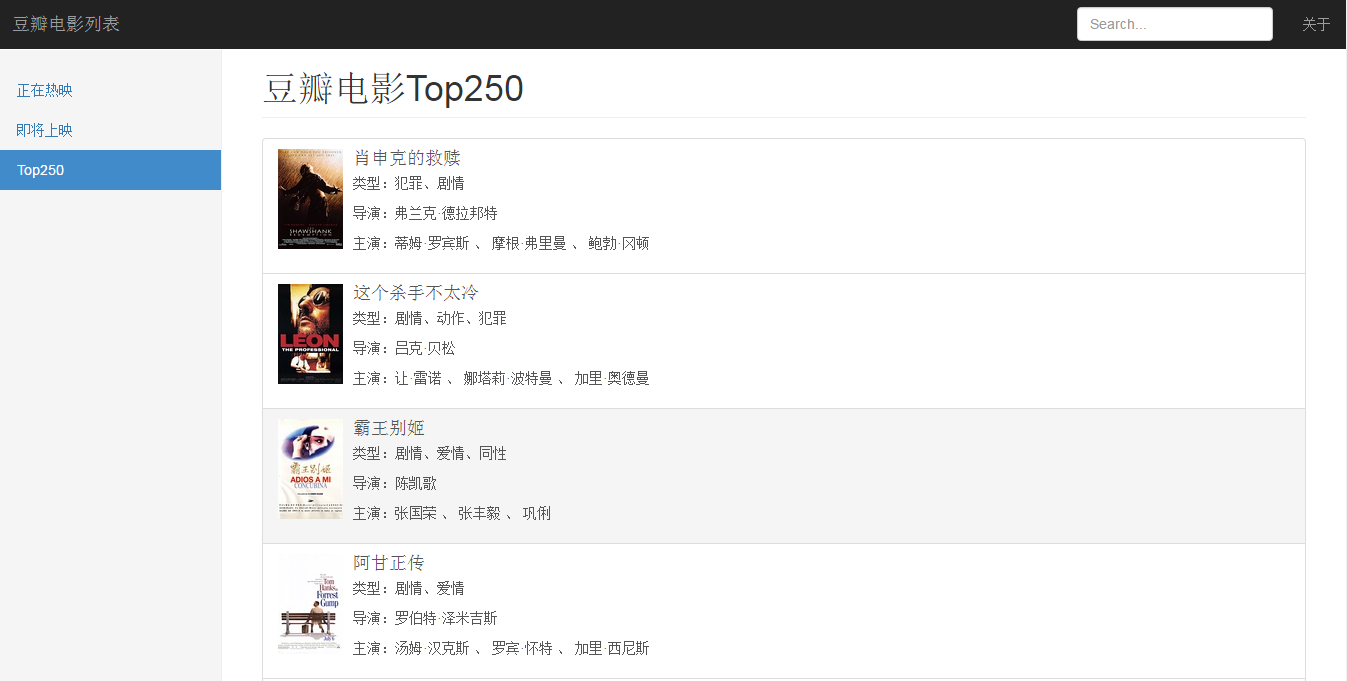 豆瓣电影列表
Search...
关于
正在热映
即将上映
Top250
豆瓣电影Top250
肖申克的救赎
类型：犯罪、剧情
导演：弗兰克·德拉邦特
主演：蒂姆·罗宾斯 、 摩根·弗里曼 、 鲍勃·冈顿
SHAWSHANK
REDEMPTION
这个杀手不太冷
类型：剧情、动作、犯罪
导演：吕克·贝松
主演：让·雷诺 、 娜塔莉·波特曼 、 加里·奥德曼
LEON
THE PROFESSIONAL
霸王别姬
类型：剧情、爱情、同性
导演：陈凯歌
主演：张国荣 、 张丰毅 、 巩俐
霸王别姬
ADIOS A MI
CONCUBINA
阿甘正传
类型：剧情、爱情
导演：罗伯特·泽米吉斯
主演：汤姆·汉克斯 、 罗宾·怀特 、 加里·西尼斯
Tom
Hanks
Forrest
Gump